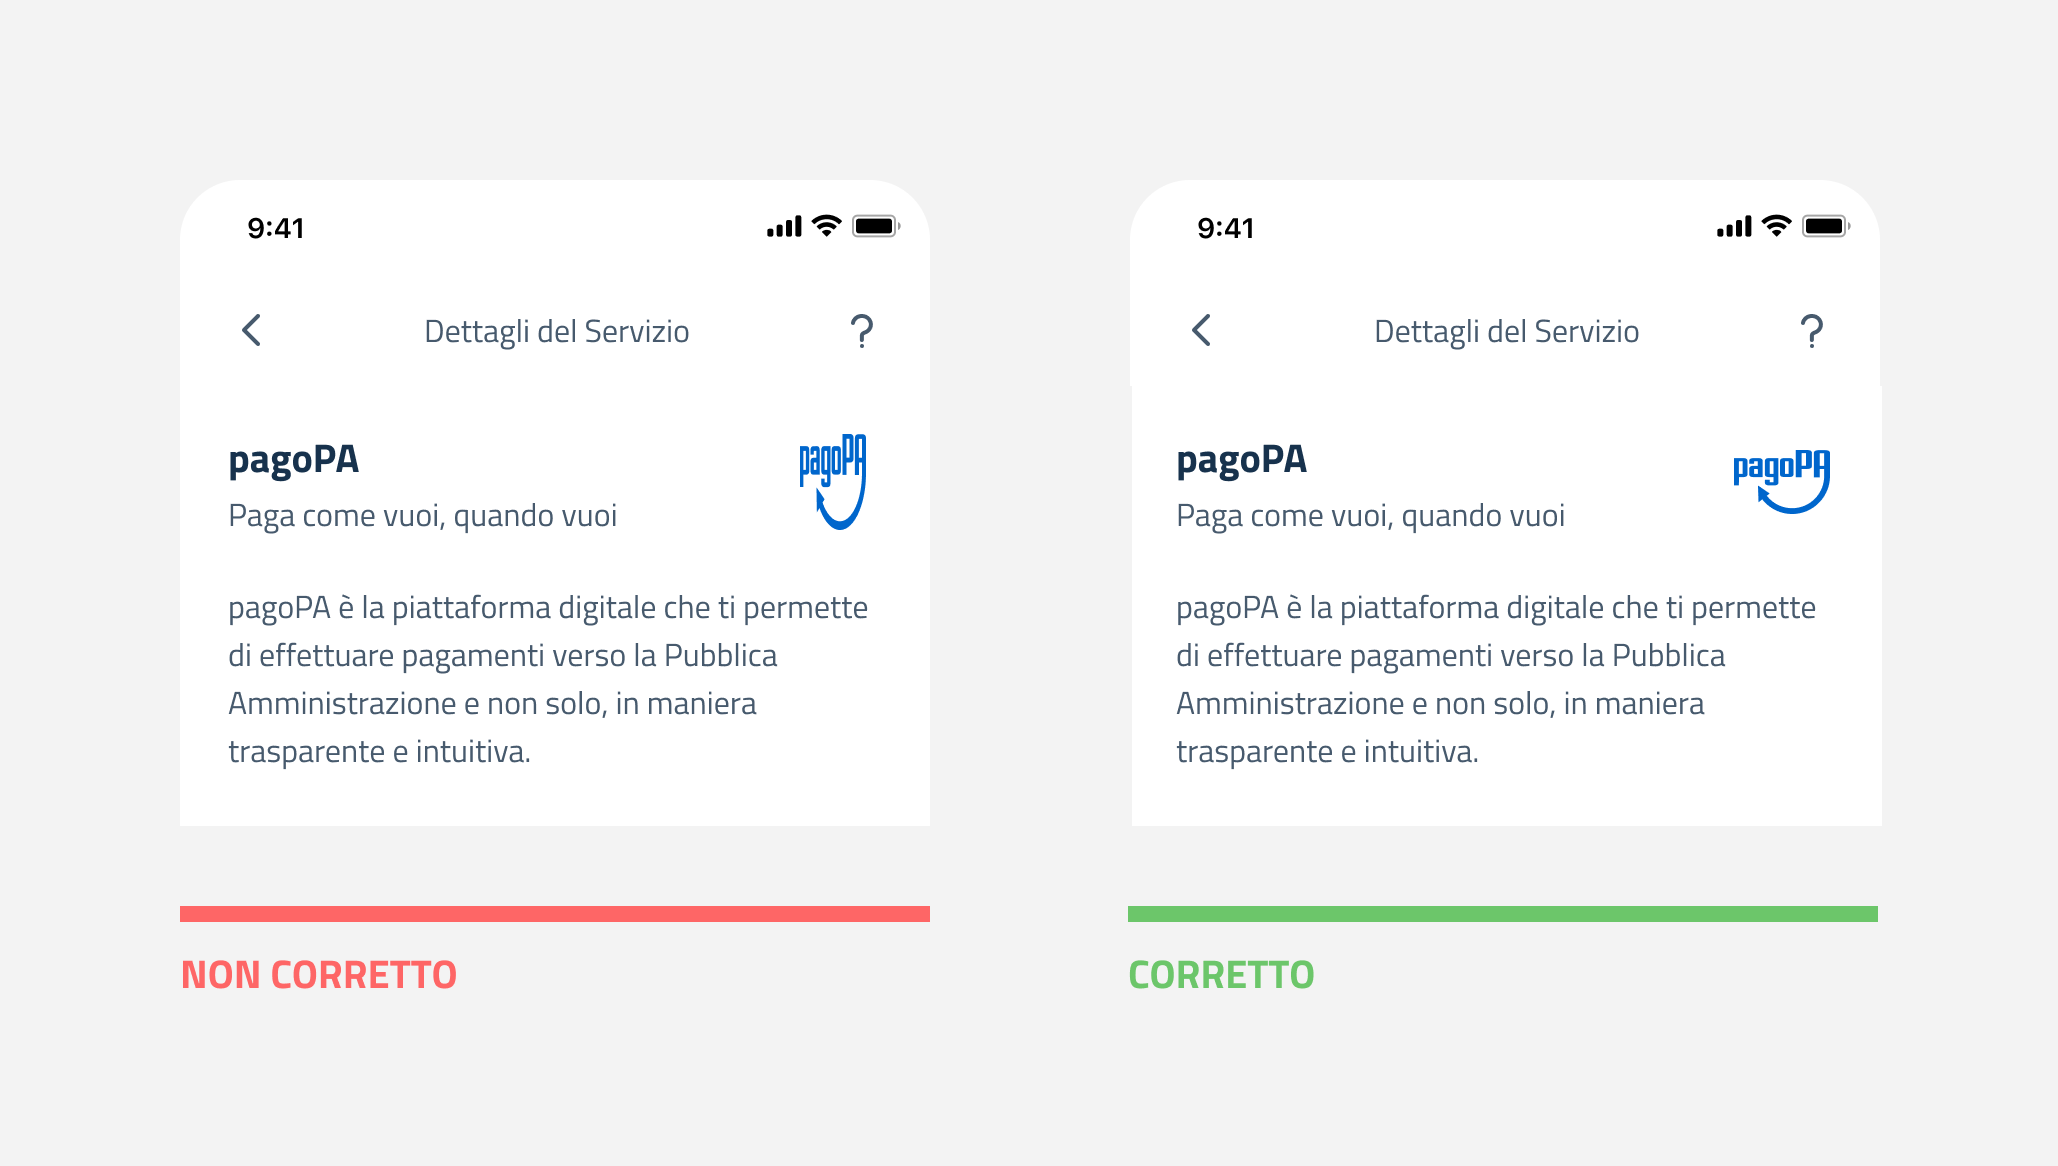 9:41
Dettagli del Servizio
?
pagoPA
pagoPA
Paga come vuoi, quando vuoi
pagoPA è la piattaforma digitale che ti permette
di effettuare pagamenti verso la Pubblica
Amministrazione e non solo, in maniera
trasparente e intuitiva.
NON CORRETTO
9:41
Dettagli del Servizio
?
pagoPA
pagoPA
Paga come vuoi, quando vuoi
pagoPA è la piattaforma digitale che ti permette
di effettuare pagamenti verso la Pubblica
Amministrazione e non solo, in maniera
trasparente e intuitiva.
CORRETTO